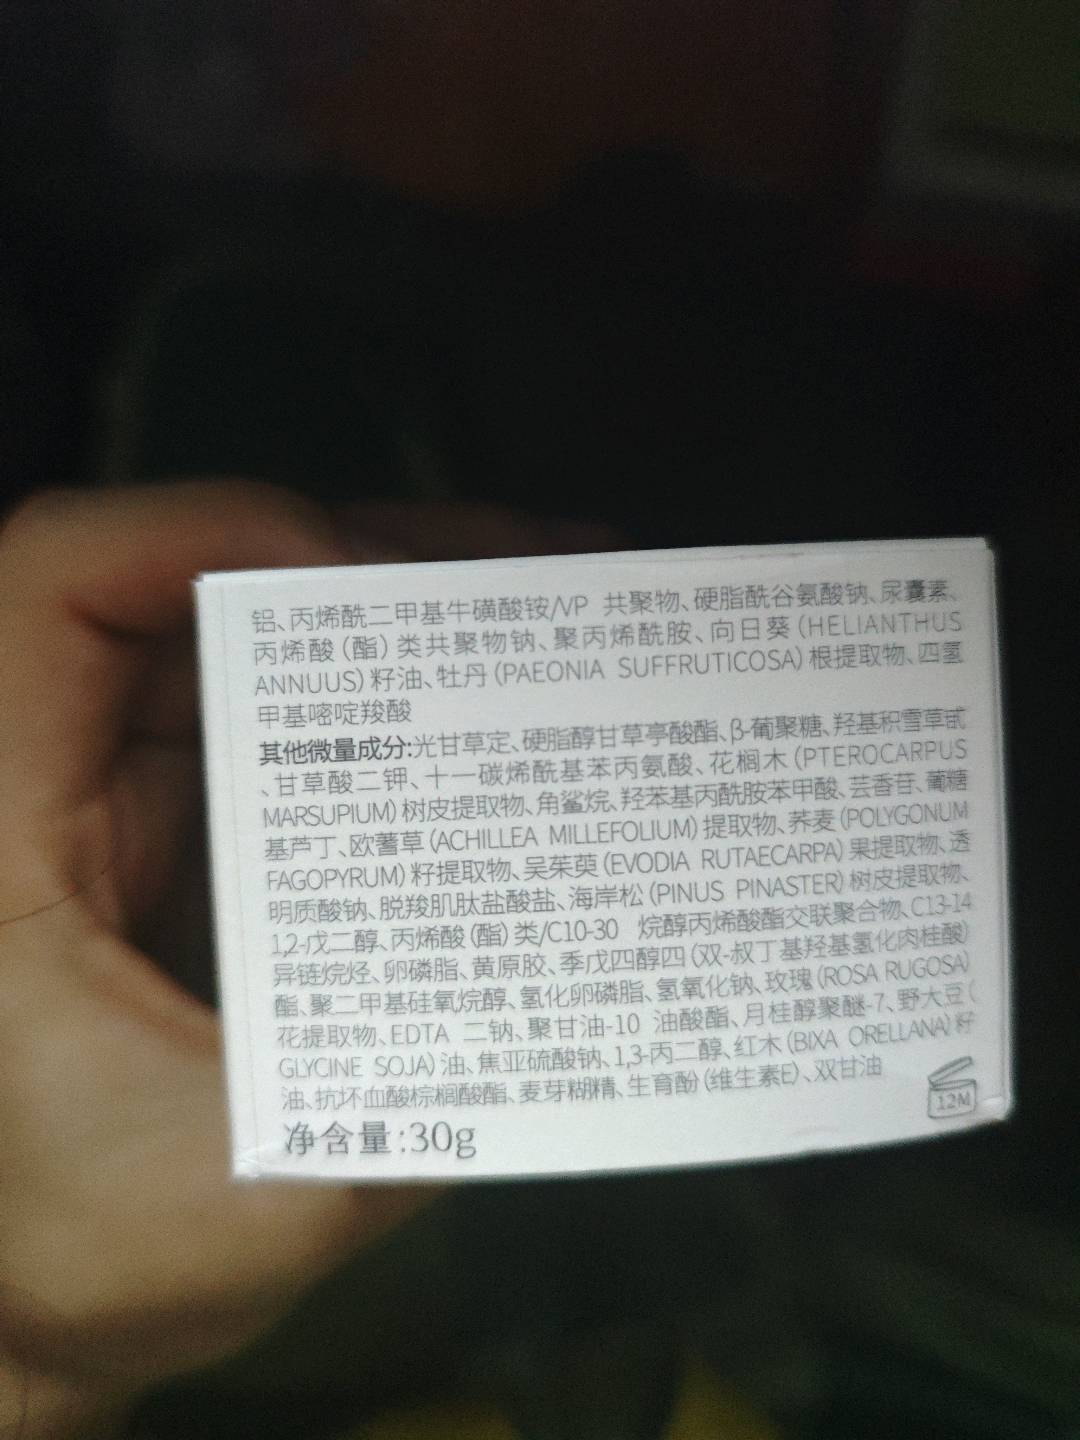 铝、丙烯酰二甲基牛磺酸铵/VP 共聚物、硬脂酰谷氨酸钠、尿囊素、
丙烯酸(酯)类共聚物钠、聚丙烯酰胺、向日葵(HELIANTHUS
ANNUUS)籽油、牡丹(PAEONIA SUFFRUTICOSA)根提取物、四氢
甲基嘧啶羧酸
其他微量成分:光甘草定、硬脂醇甘草亭酸酯、β-葡聚糖、羟基积雪草甙
、甘草酸二钾、十一碳烯酰基苯丙氨酸、花榈木(PTEROCARPUS
MARSUPIUM)树皮提取物、角鲨烷、羟苯基丙酰胺苯甲酸、芸香苷、葡糖
基芦丁、欧蓍草(ACHILLEA MILLEFOLIUM)提取物、荞麦(POLYGONUM
FAGOPYRUM)籽提取物、吴茱萸(EVODIA RUTAECARPA)果提取物、透
明质酸钠、脱羧肌肽盐酸盐、海岸松(PINUS PINASTER)树皮提取物、
1,2-戊二醇、丙烯酸(酯)类/C10-30 烷醇丙烯酸酯交联聚合物、C13-14
异链烷烃、卵磷脂、黄原胶、季戊四醇四(双-叔丁基羟基氢化肉桂酸)
酯、聚二甲基硅氧烷醇、氢化卵磷脂、氢氧化钠、玫瑰(ROSA RUGOSA)
花提取物、EDTA 二钠、聚甘油-10 油酸酯、月桂醇聚醚-7、野大豆(
GLYCINE SOJA)油、焦亚硫酸钠、1,3-丙二醇、红木(BIXA ORELLANA)籽
油、抗坏血酸棕榈酸酯、麦芽糊精、生育酚(维生素E)、双甘油
12M
净含量:30g